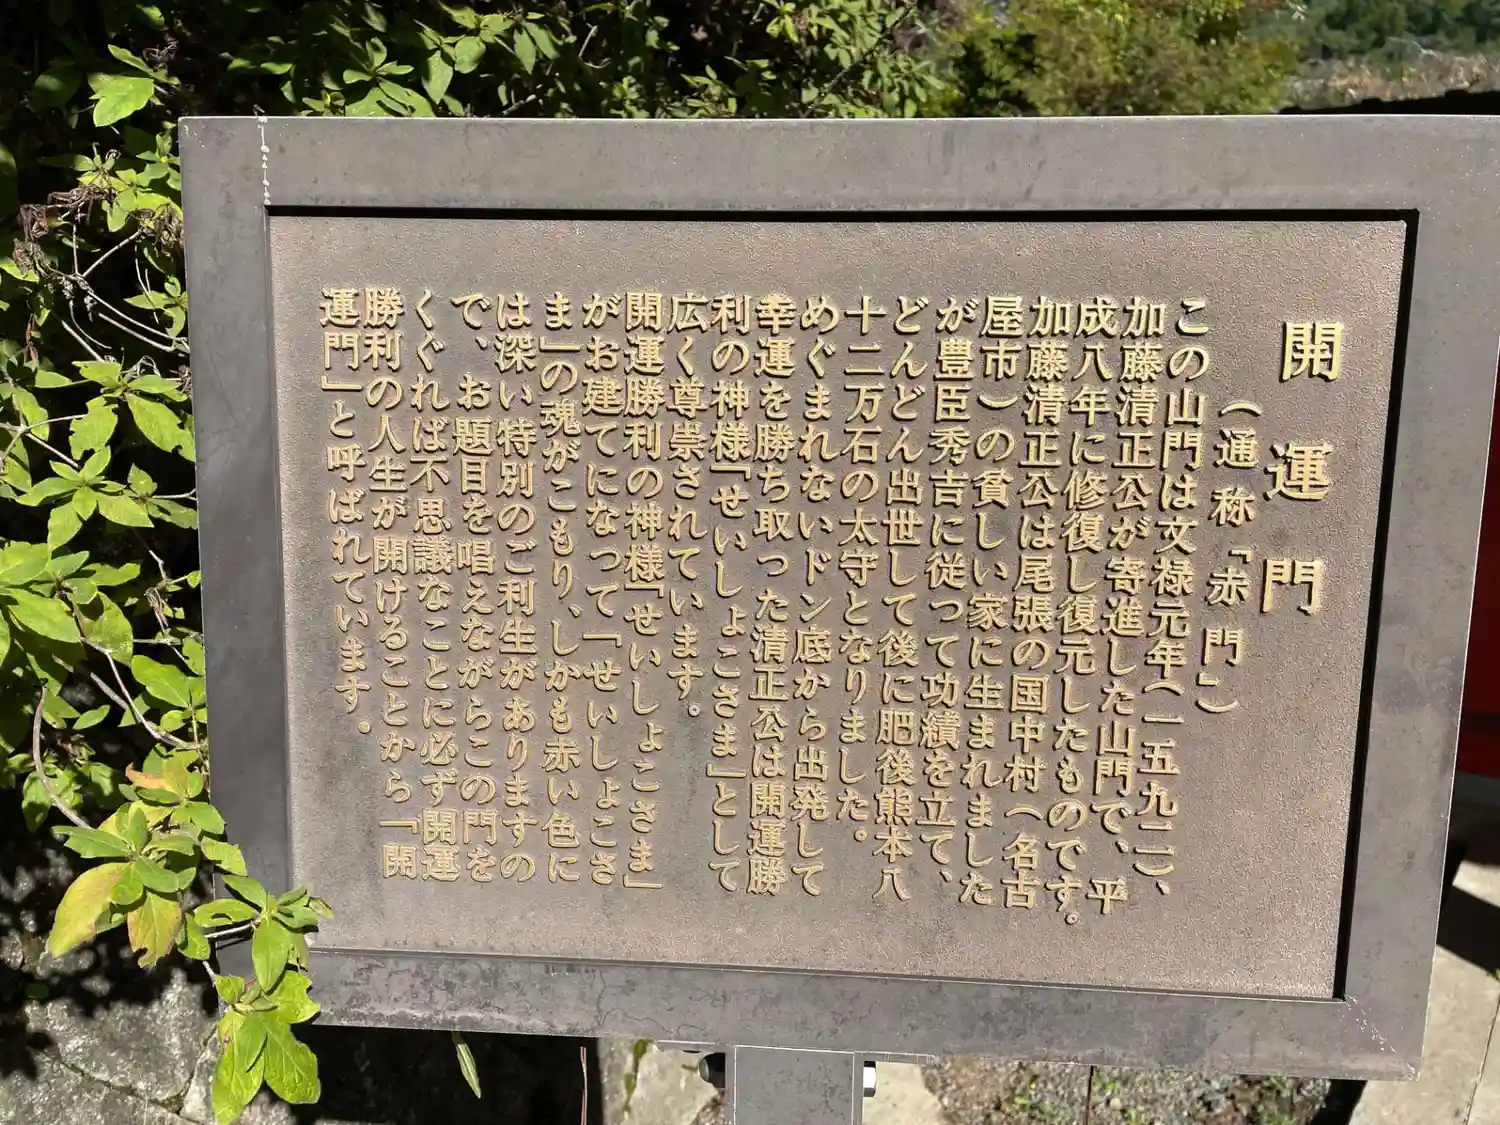 開運門
(通称「赤門」)
この山門は文禄元年(一五九二)、
加藤清正公が寄進した山門で、平
成八年に修復し復元したものです。
加藤清正公は尾張の国中村(名古
屋市)の貧しい家に生まれました
が豊臣秀吉に従って功績を立て、
どんどん出世して後に肥後熊本八
十二万石の太守となりました。
めぐまれないドン底から出発して
幸運を勝ち取った清正公は開運勝
利の神様「せいしょこさま」として
広く尊崇されています。
開運勝利の神様「せいしょこさま」
がお建てになって「せいしょこさ
ま」の魂がこもり、しかも赤い色に
は深い特別のご利生がありますの
で、お題目を唱えながらこの門を
くぐれば不思議なことに必ず開運
勝利の人生が開けることから「開
運門」と呼ばれています。